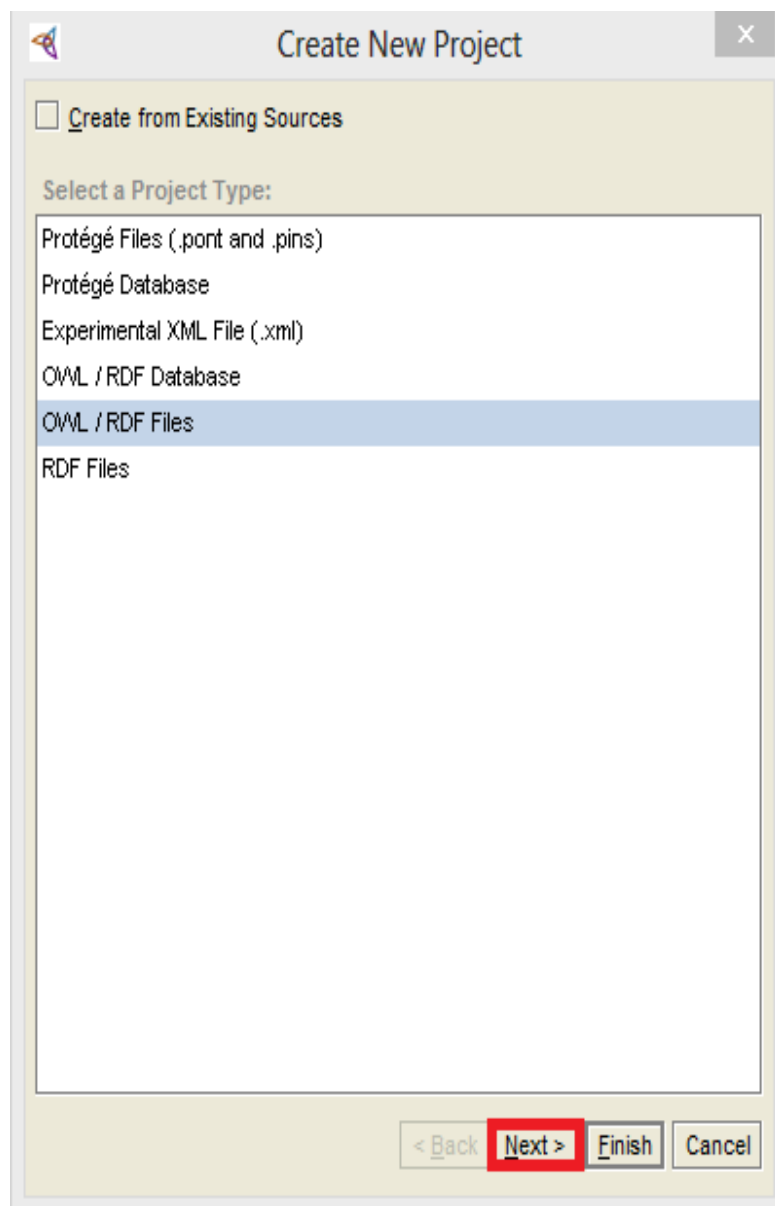 Create New Project
x
Create from Existing Sources
Select a Project Type:
Protégé Files (.pont and .pins)
Protégé Database
Experimental XML File (.xml)
OWL / RDF Database
OWL / RDF Files
RDF Files
< Back Next > Finish Cancel